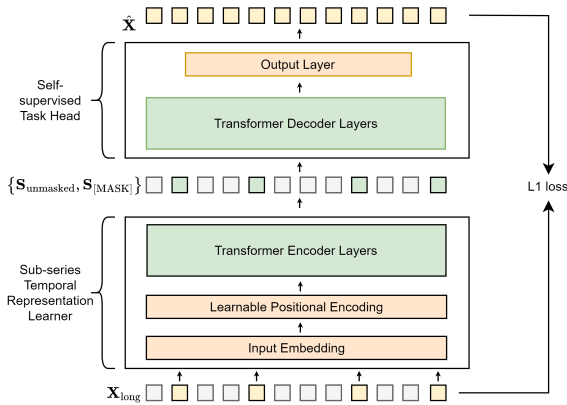 X̂
Output Layer
Self-
supervised
Task Head
Transformer Decoder Layers
{S_unmasked, S_[MASK]}
L1 loss
Transformer Encoder Layers
Sub-series
Temporal
Representation
Learner
Learnable Positional Encoding
Input Embedding
X_long